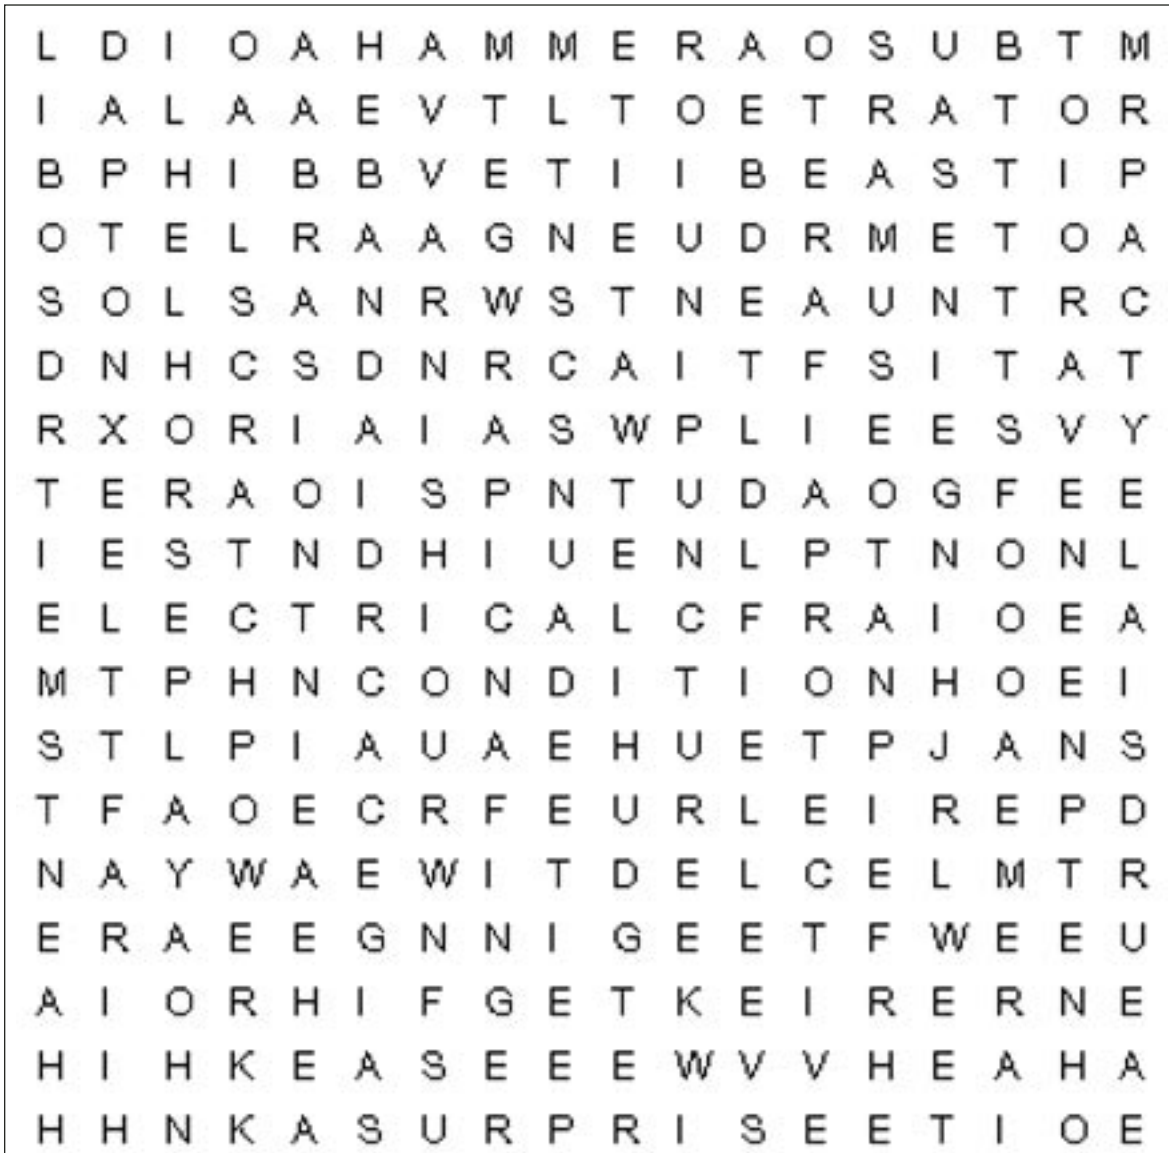 L D I O A H A M M E R A O S U B T M
I A L A A E V T L T O E T R A T O R
B P H I B B V E T I I B E A S T I P
O T E L R A A G N E U D R M E T O A
S O L S A N R W S T N E A U N T R C
D N H C S D N R C A I T F S I T A T
R X O R I A I A S W P L I E E S V Y
T E R A O I S P N T U D A O G F E E
I E S T N D H I U E N L P T N O N L
E L E C T R I C A L C F R A I O E A
M T P H N C O N D I T I O N H O E I
S T L P I A U A E H U E T P J A N S
T F A O E C R F E U R L E I R E P D
N A Y W A E W I T D E L C E L M T R
E R A E E G N N I G E E T F W E E U
A I O R H I F G E T K E I R E R N E
H I H K E A S E E E W V V H E A H A
H H N K A S U R P R I S E E T I O E